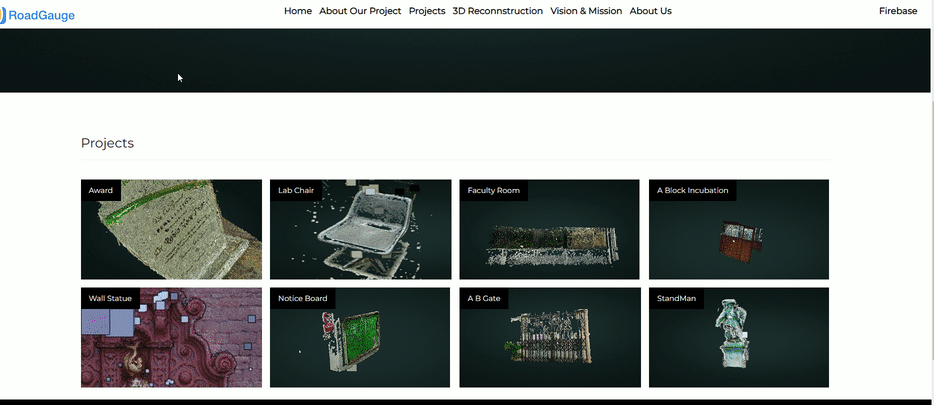 RoadGauge
Home About Our Project Projects 3D Reconnstruction Vision & Mission About Us Firebase
Projects
Award Lab Chair Faculty Room A Block Incubation
Wall Statue Notice Board A B Gate StandMan